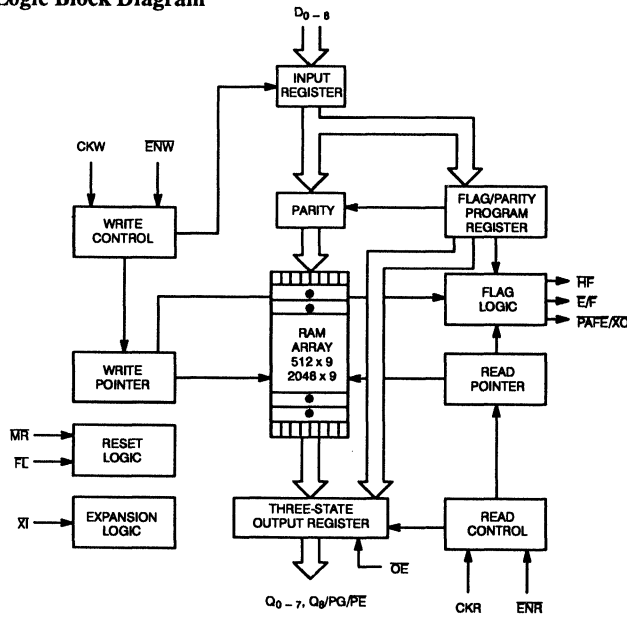 Logic Block Diagram
D0 – 8
INPUT
REGISTER
CKW
ENW
WRITE
CONTROL
PARITY
FLAG/PARITY
PROGRAM
REGISTER
FLAG
LOGIC
HF
E/F
PAFE/XO
RAM
ARRAY
512 x 9
2048 x 9
WRITE
POINTER
READ
POINTER
MR
FL
RESET
LOGIC
XI
EXPANSION
LOGIC
THREE-STATE
OUTPUT REGISTER
READ
CONTROL
OE
Q0 – 7, Q8/PG/PE
CKR
ENR